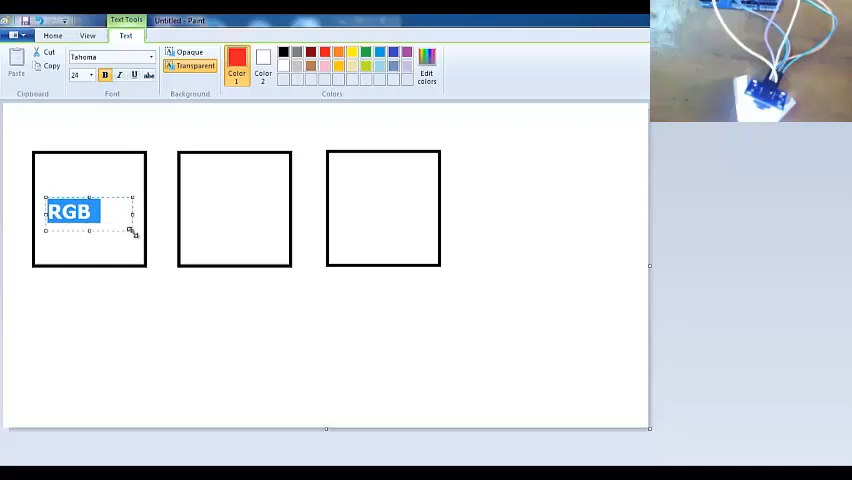 Text Tools Untitled - Paint
Home View Text
Paste Cut Copy
Clipboard
Tahoma
24 B I U abc
Font
Opaque
Transparent
Background
Color 1
Color 2
Edit colors
Colors
RGB